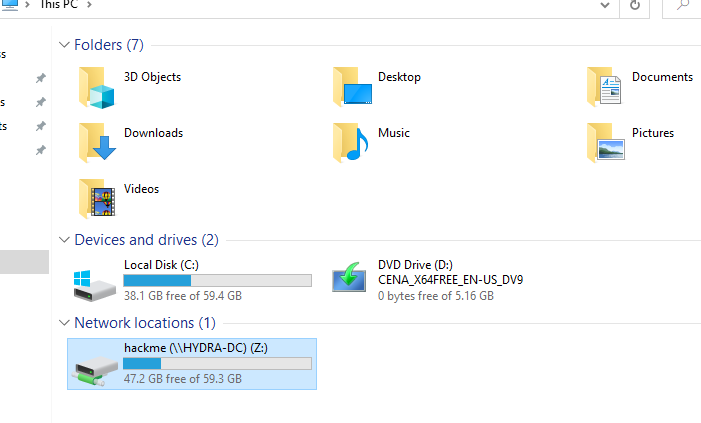 This PC
Folders (7)
3D Objects
Desktop
Documents
Downloads
Music
Pictures
Videos
Devices and drives (2)
Local Disk (C:)
38.1 GB free of 59.4 GB
DVD Drive (D:)
CENA_X64FREE_EN-US_DV9
0 bytes free of 5.16 GB
Network locations (1)
hackme (\\HYDRA-DC) (Z:)
47.2 GB free of 59.3 GB